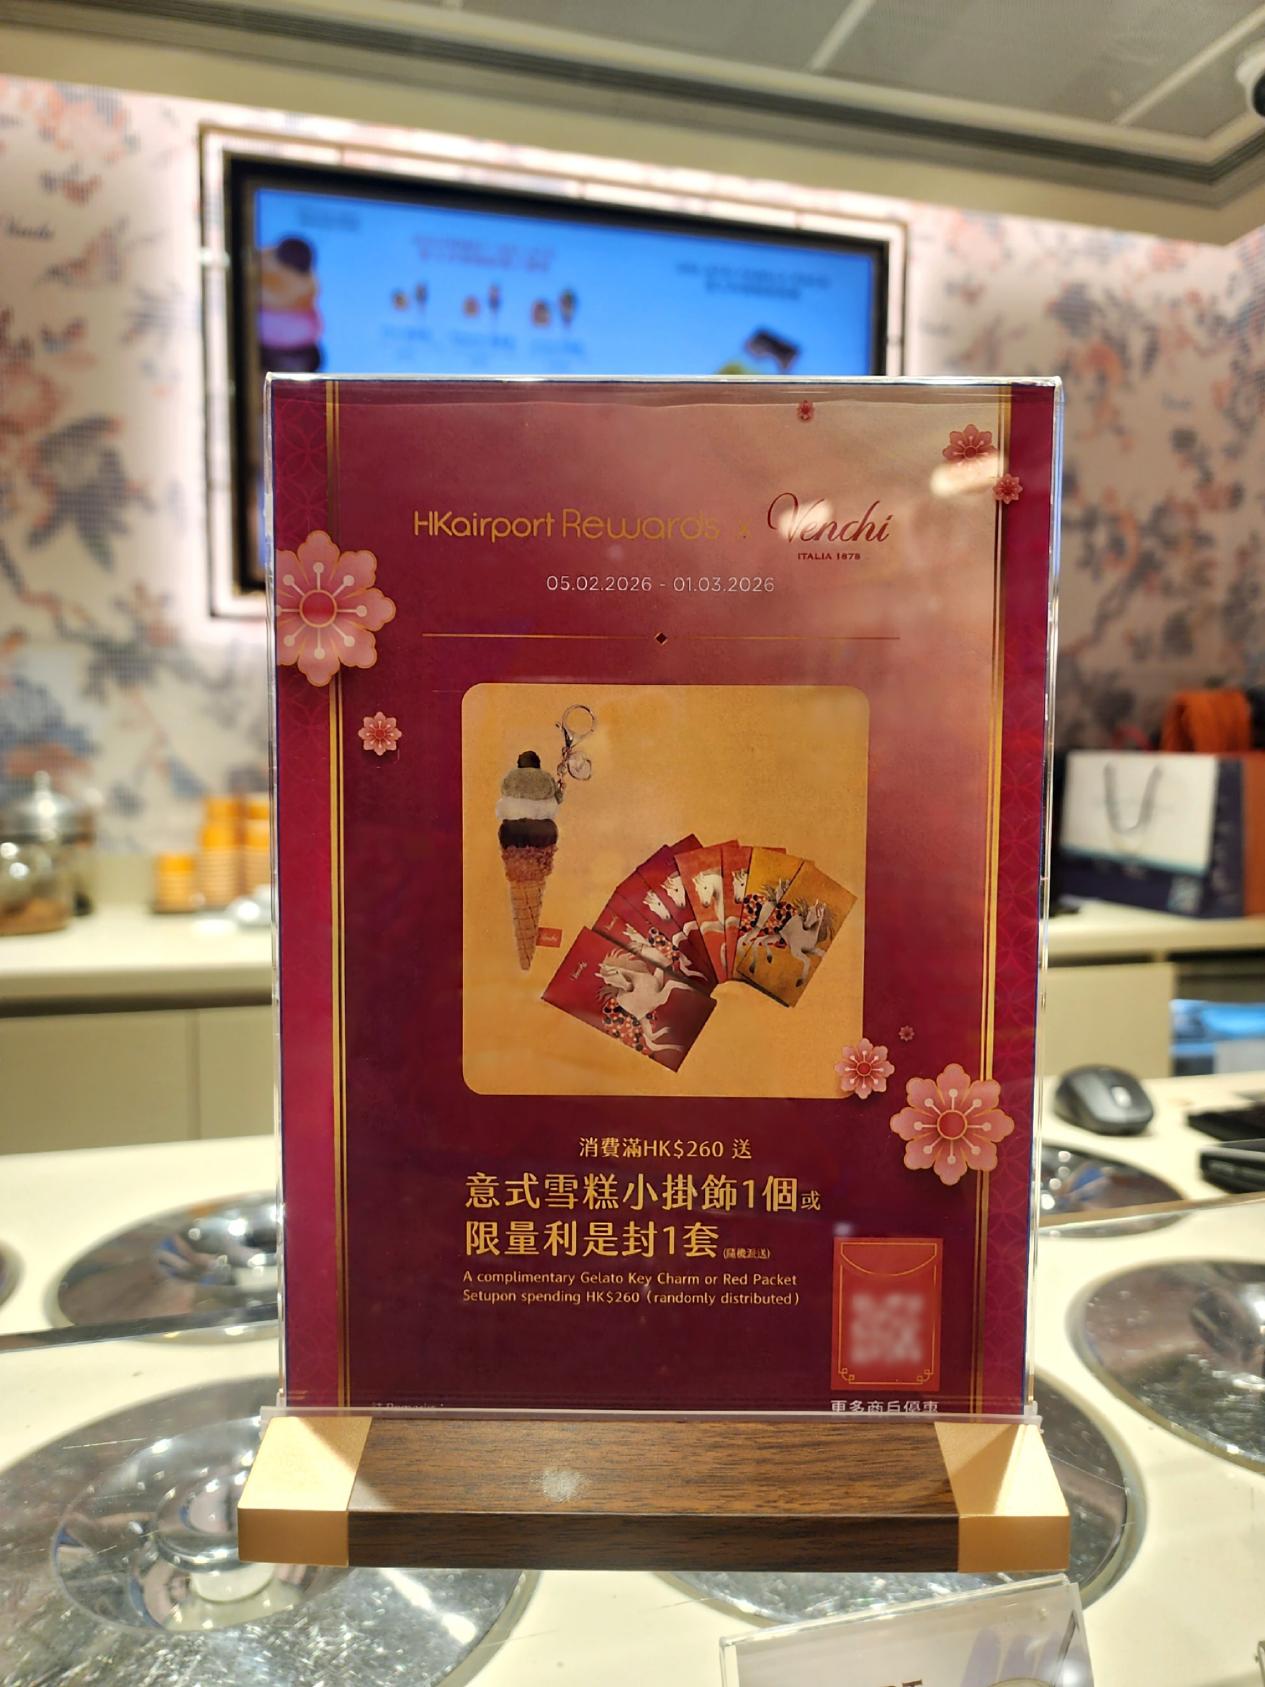 HKairport Rewards × Venchi
ITALIA 1878
05.02.2026 - 01.03.2026
Venchi
Venchi
消費滿HK$260 送
意式雪糕小掛飾1個或
限量利是封1套(隨機派送)
A complimentary Gelato Key Charm or Red Packet
Setupon spending HK$260 (randomly distributed)
更多商戶優惠